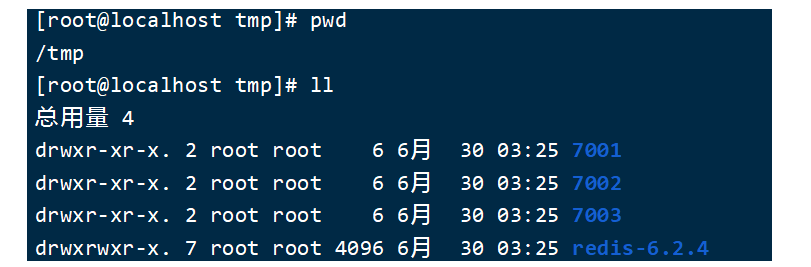 [root@localhost tmp]# pwd
/tmp
[root@localhost tmp]# ll
总用量 4
drwxr-xr-x. 2 root root    6 6月  30 03:25 7001
drwxr-xr-x. 2 root root    6 6月  30 03:25 7002
drwxr-xr-x. 2 root root    6 6月  30 03:25 7003
drwxrwxr-x. 7 root root 4096 6月  30 03:25 redis-6.2.4